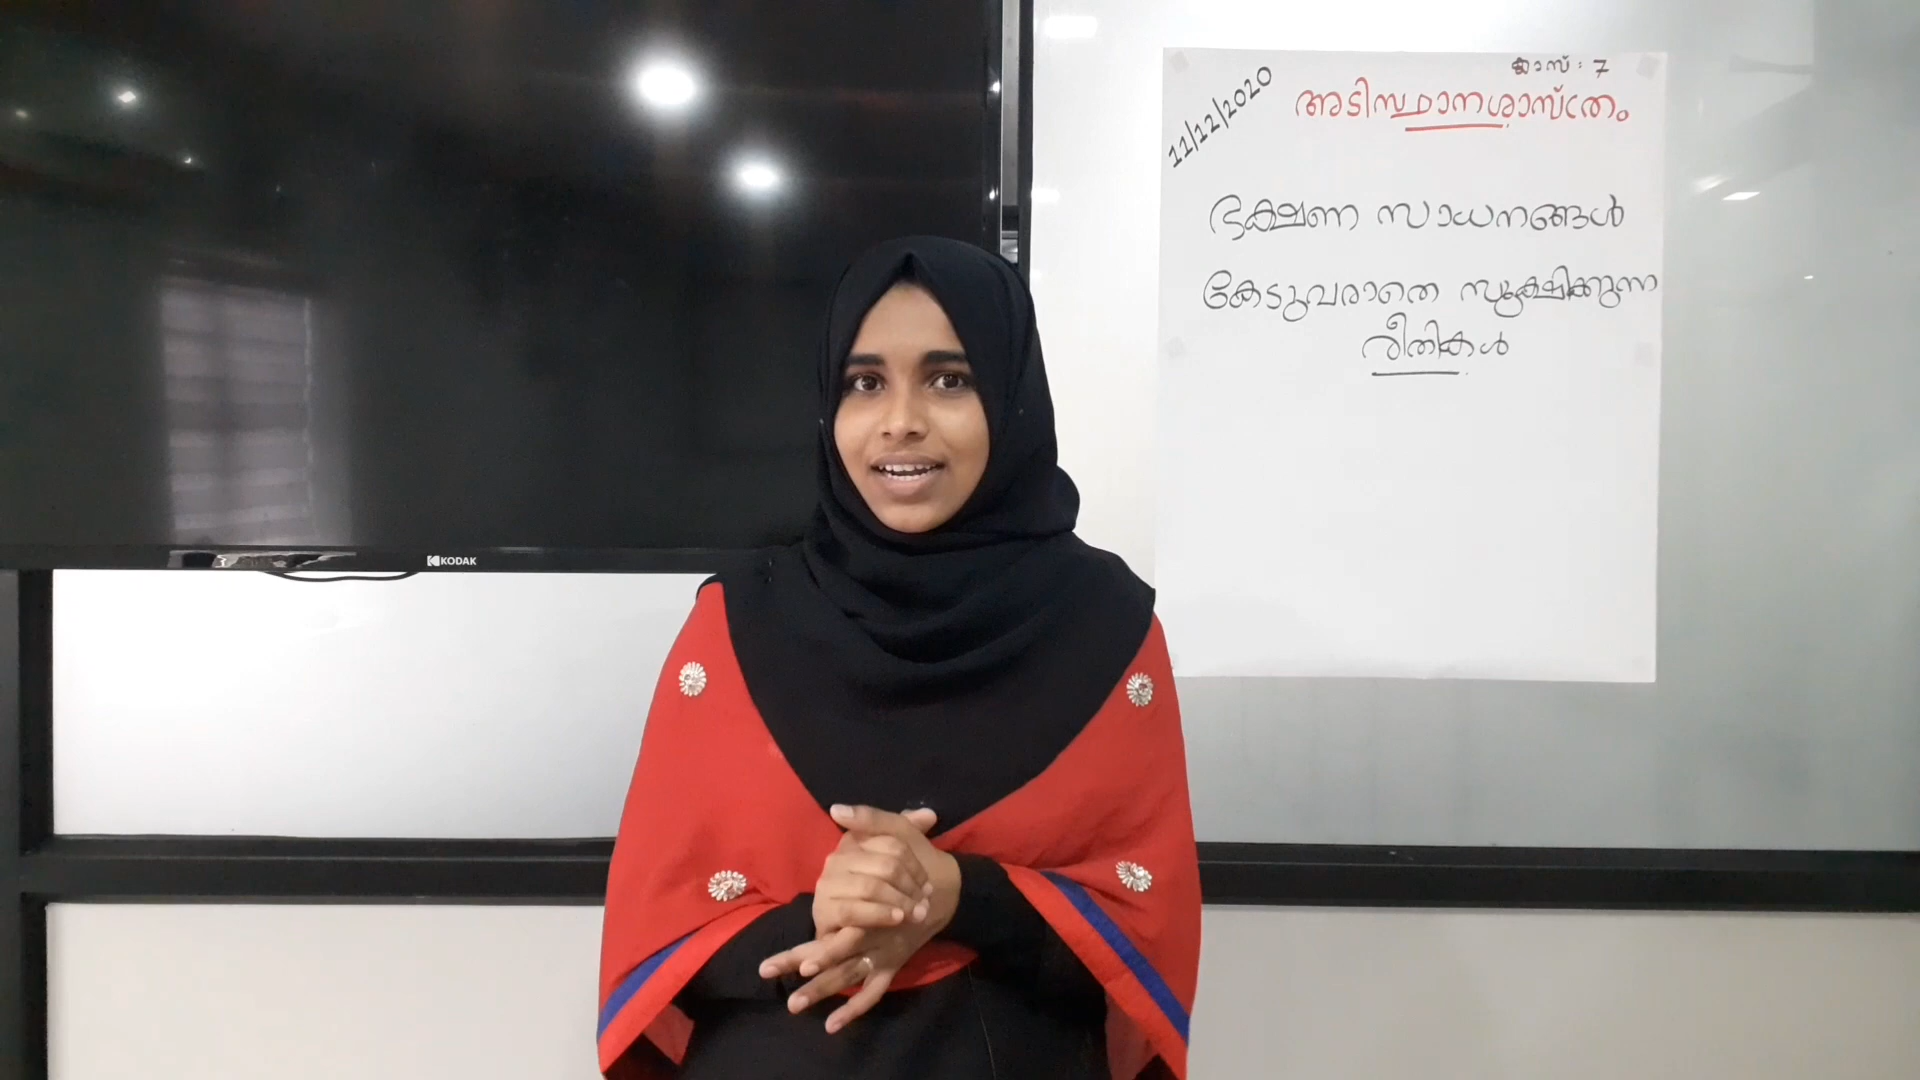 ക്ലാസ് : 7
11/12/2020
അടിസ്ഥാനശാസ്ത്രം
ഭക്ഷണ സാധനങ്ങൾ
കേടുവരാതെ സൂക്ഷിക്കുന്ന
രീതികൾ
KODAK